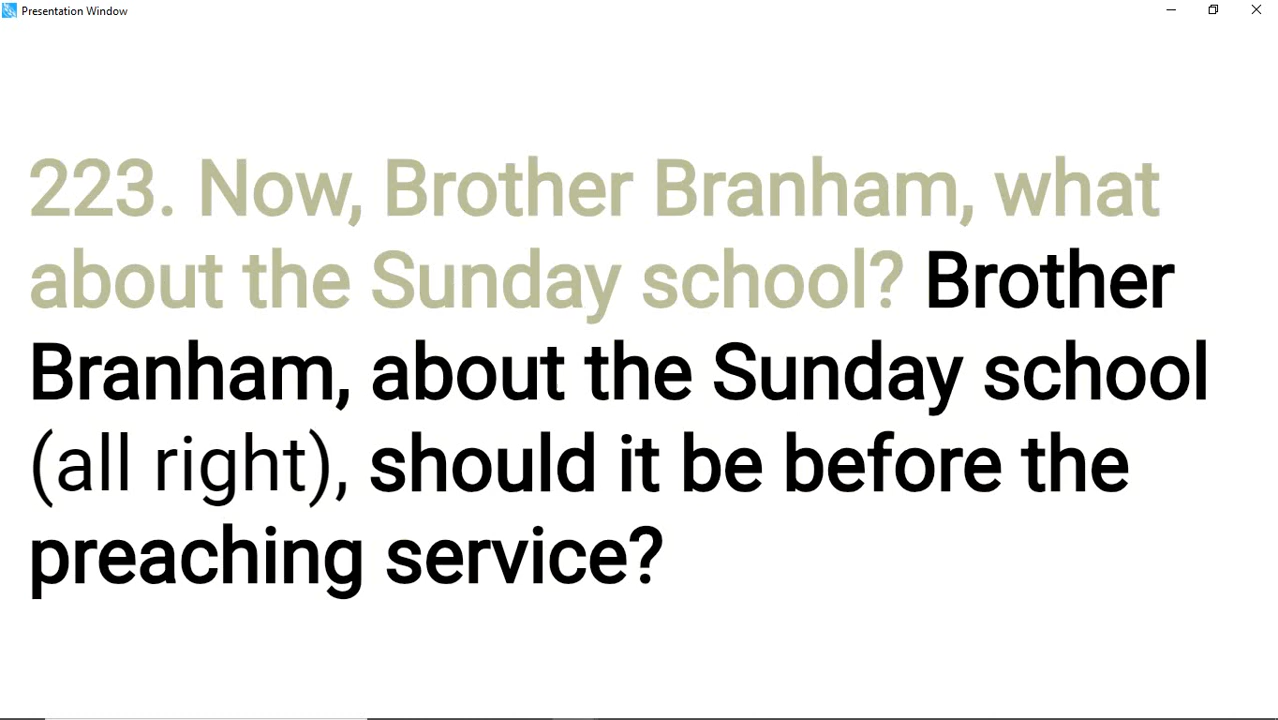 Presentation Window
223. Now, Brother Branham, what
about the Sunday school? Brother
Branham, about the Sunday school
(all right), should it be before the
preaching service?